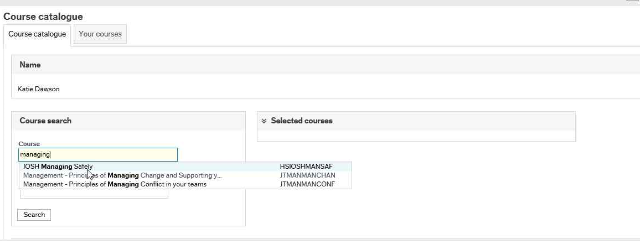 Course catalogue
Course catalogue Your courses
Name
Katie Dawson
Course search
Selected courses
Course
managing
IOSH Managing Safely HSIOSHMANSAF
Management - Principles of Managing Change and Supporting y... JTMANMANCHAN
Management - Principles of Managing Conflict in your teams JTMANMANCONF
Search